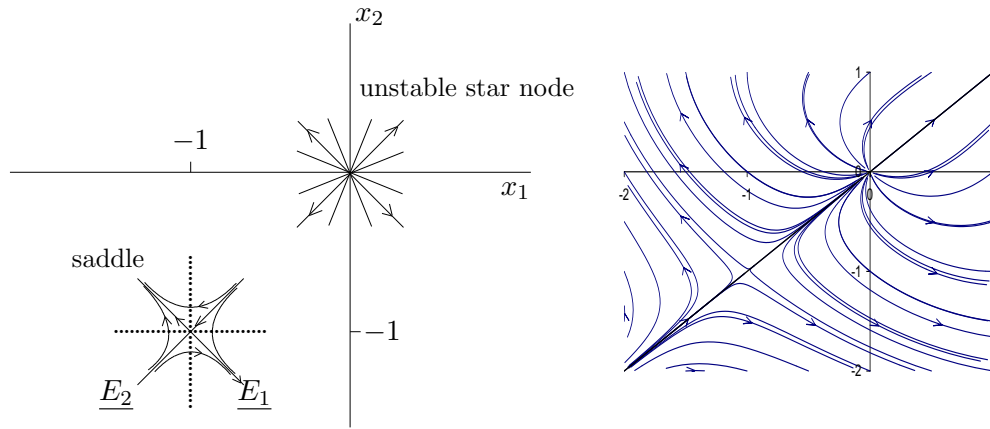 x₂
unstable star node
−1
x₁
saddle
−1
E₂ E₁
1
-2 -1 0
0
-1
-2